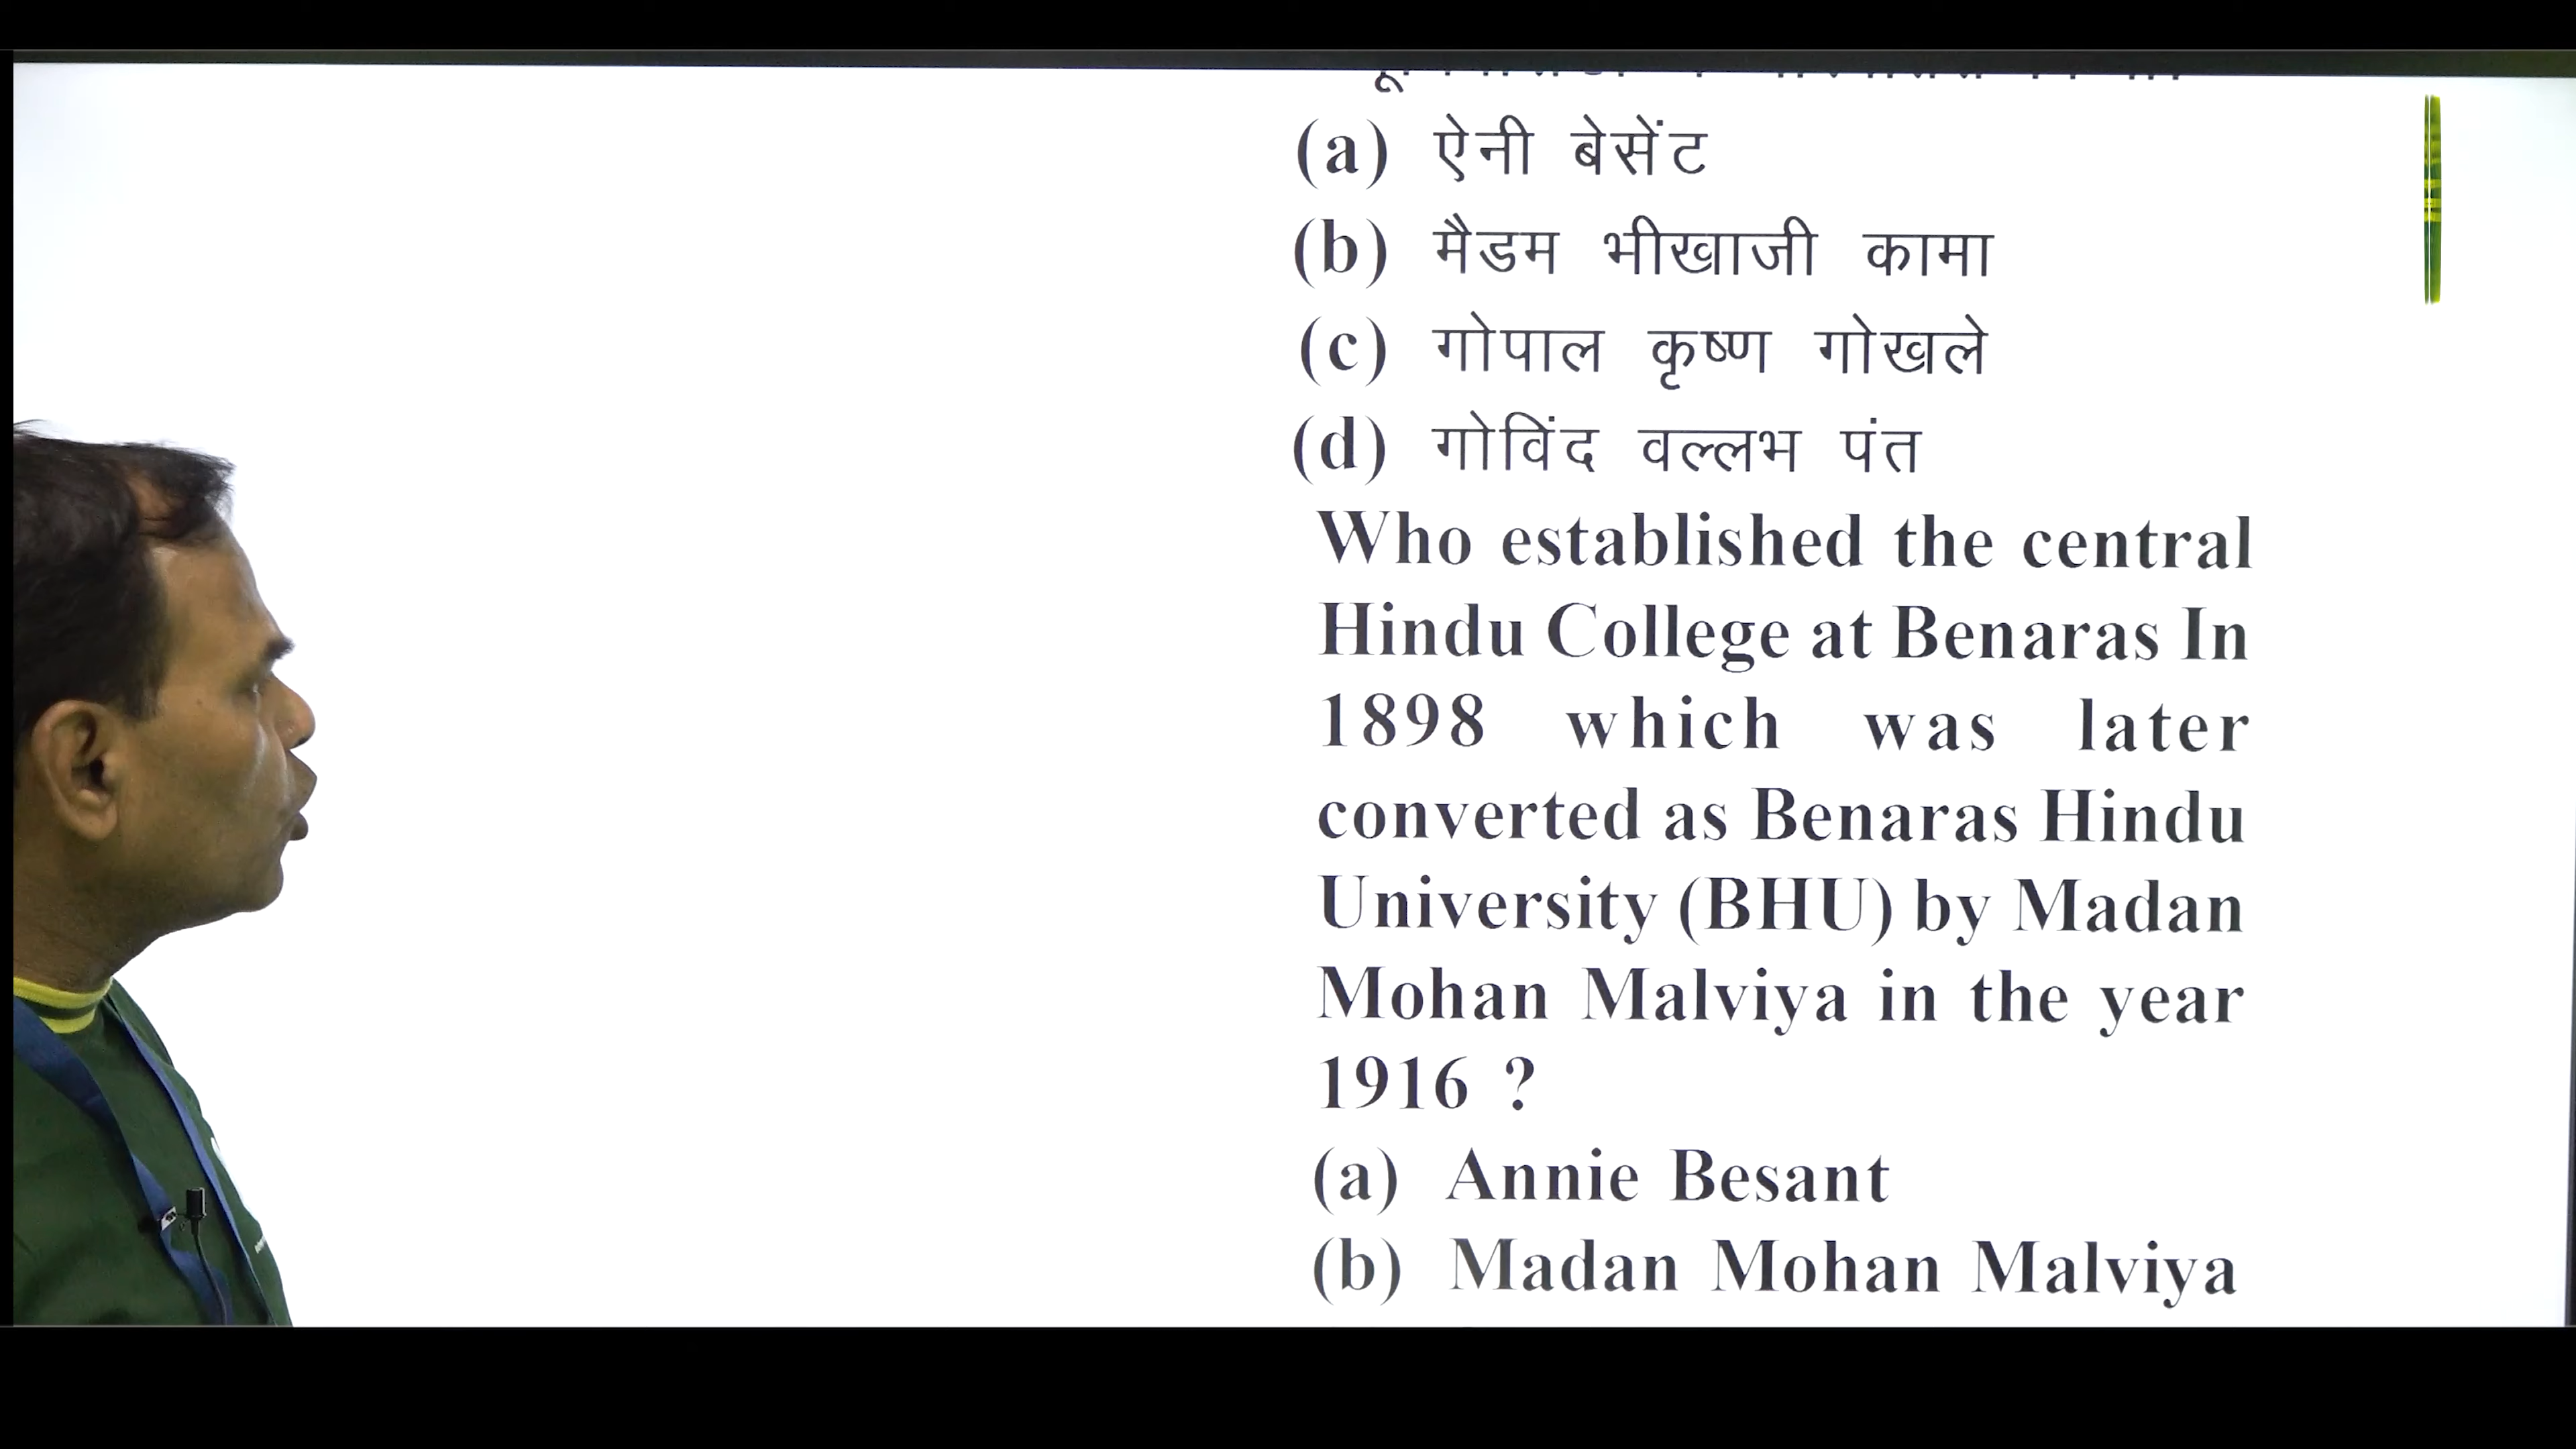 (a) ऐनी बेसेंट
(b) मैडम भीखाजी कामा
(c) गोपाल कृष्ण गोखले
(d) गोविंद वल्लभ पंत
Who established the central
Hindu College at Benaras In
1898 which was later
converted as Benaras Hindu
University (BHU) by Madan
Mohan Malviya in the year
1916 ?
(a) Annie Besant
(b) Madan Mohan Malviya